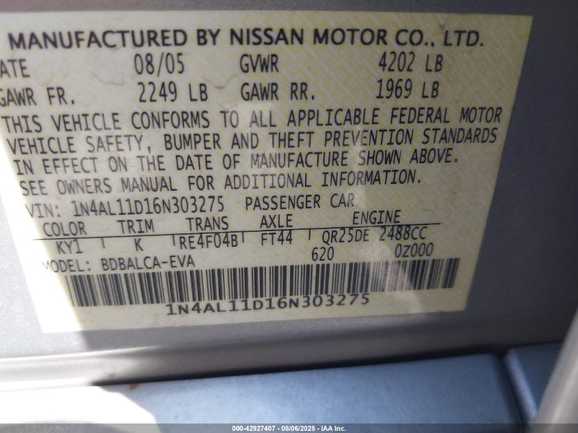 MANUFACTURED BY NISSAN MOTOR CO., LTD.
ATE 08/05 GVWR 4202 LB
GAWR FR. 2249 LB GAWR RR. 1969 LB
THIS VEHICLE CONFORMS TO ALL APPLICABLE FEDERAL MOTOR
VEHICLE SAFETY, BUMPER AND THEFT PREVENTION STANDARDS
IN EFFECT ON THE DATE OF MANUFACTURE SHOWN ABOVE.
SEE OWNERS MANUAL FOR ADDITIONAL INFORMATION.
VIN: 1N4AL11D16N303275 PASSENGER CAR
COLOR TRIM TRANS AXLE ENGINE
KY1 K RE4F04B FT44 QR25DE 2488CC
MODEL: BDBALCA-EVA 620 0Z000
1N4AL11D16N303275
000-42927407 - 08/06/2025 - IAA Inc.